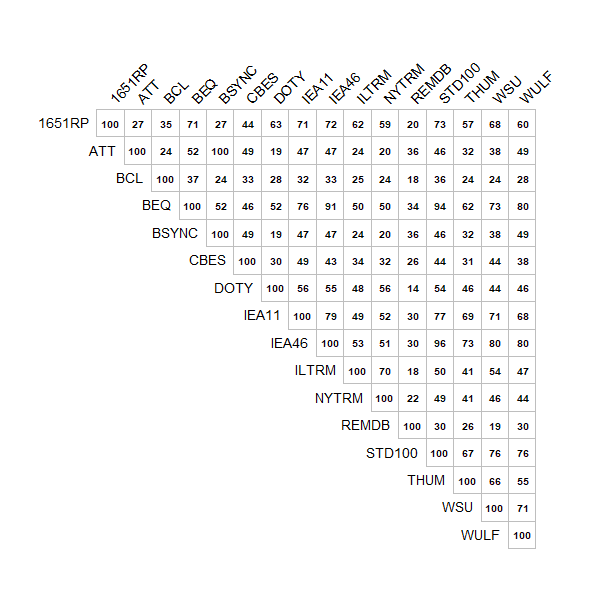 1651RP ATT BCL BEQ BSYNC CBES DOTY IEA11 IEA46 ILTRM NYTRM REMDB STD100 THUM WSU WULF
1651RP 100 27 35 71 27 44 63 71 72 62 59 20 73 57 68 60
ATT 100 24 52 100 49 19 47 47 24 20 36 46 32 38 49
BCL 100 37 24 33 28 32 33 25 24 18 36 24 24 28
BEQ 100 52 46 52 76 91 50 50 34 94 62 73 80
BSYNC 100 49 19 47 47 24 20 36 46 32 38 49
CBES 100 30 49 43 34 32 26 44 31 44 38
DOTY 100 56 55 48 56 14 54 46 44 46
IEA11 100 79 49 52 30 77 69 71 68
IEA46 100 53 51 30 96 73 80 80
ILTRM 100 70 18 50 41 54 47
NYTRM 100 22 49 41 46 44
REMDB 100 30 26 19 30
STD100 100 67 76 76
THUM 100 66 55
WSU 100 71
WULF 100